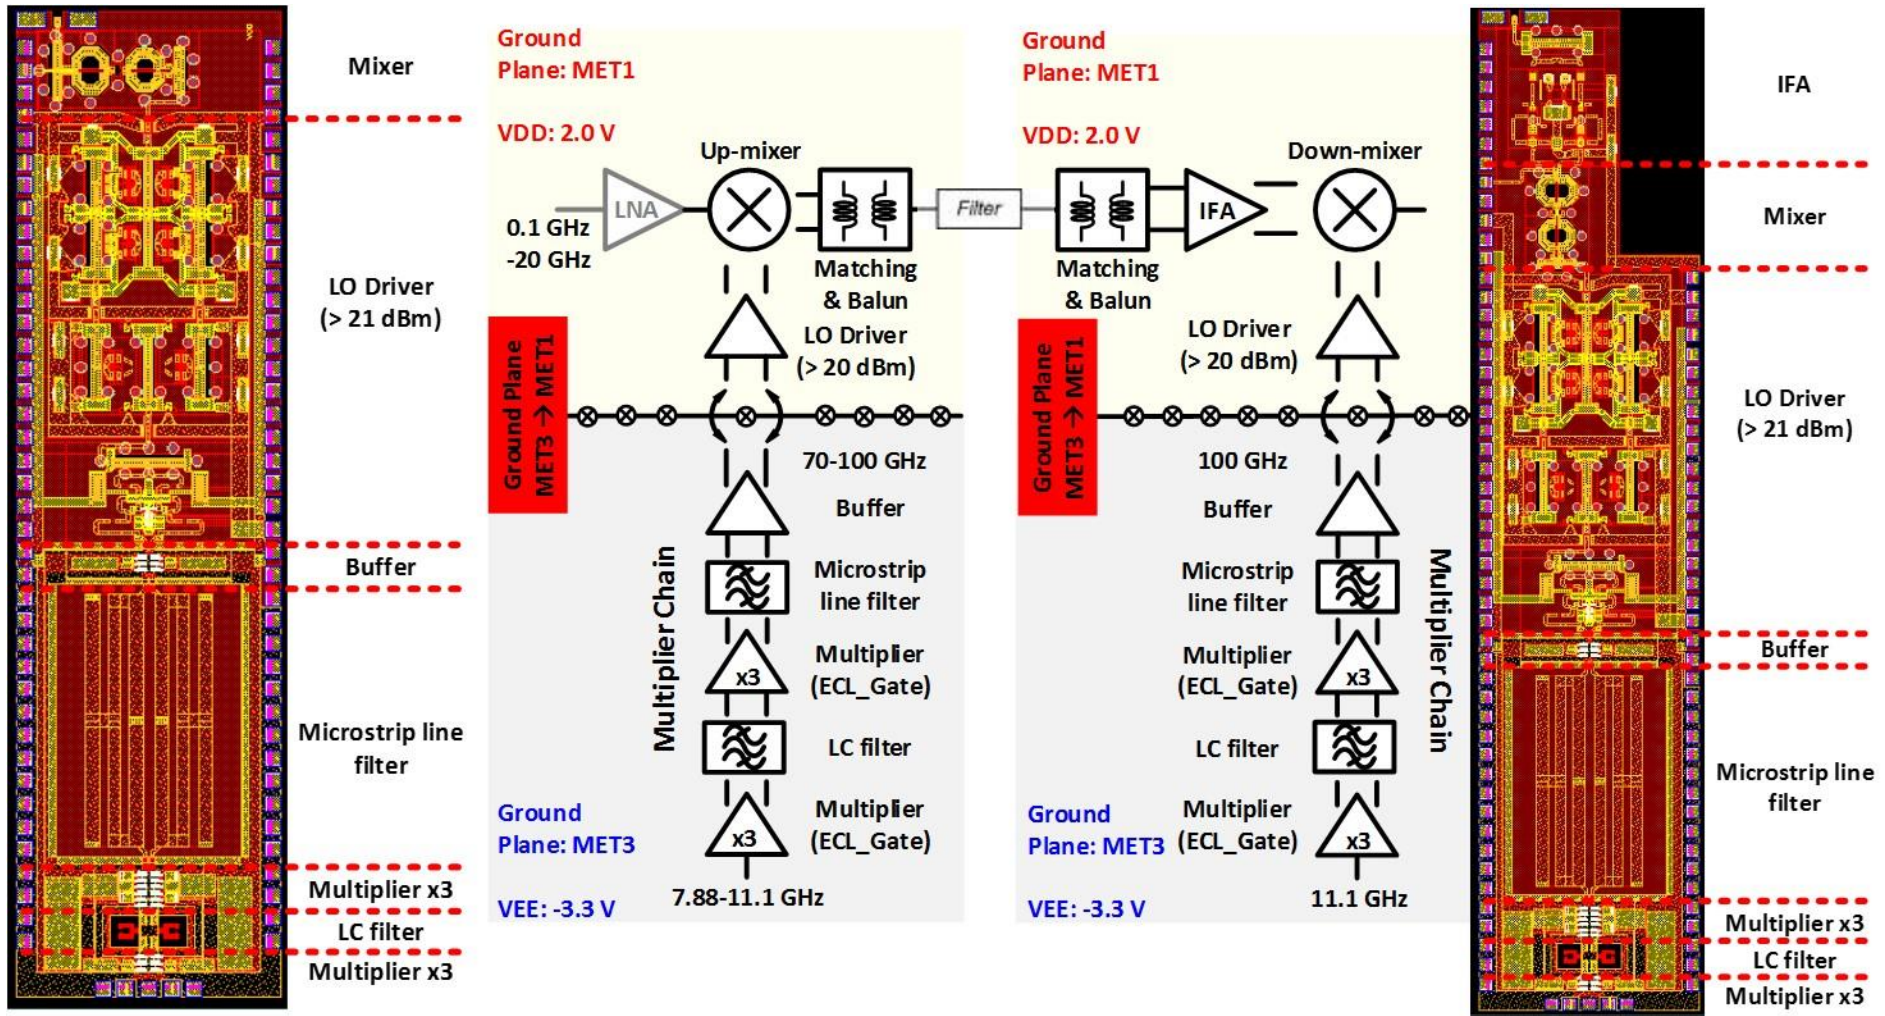 Mixer
LO Driver
(> 21 dBm)
Buffer
Microstrip line
filter
Multiplier x3
LC filter
Multiplier x3
Ground
Plane: MET1
VDD: 2.0 V
Up-mixer
LNA
0.1 GHz
-20 GHz
Matching
& Balun
Filter
LO Driver
(> 20 dBm)
Ground Plane
MET3 → MET1
70-100 GHz
Buffer
Multiplier Chain
Microstrip
line filter
x3
Multiplier
(ECL_Gate)
LC filter
Ground
Plane: MET3
x3
Multiplier
(ECL_Gate)
VEE: -3.3 V
7.88-11.1 GHz
Ground
Plane: MET1
VDD: 2.0 V
Down-mixer
IFA
Matching
& Balun
LO Driver
(> 20 dBm)
Ground Plane
MET3 → MET1
100 GHz
Buffer
Multiplier Chain
Microstrip
line filter
Multiplier
(ECL_Gate)
x3
LC filter
Ground
Plane: MET3
Multiplier
(ECL_Gate)
x3
VEE: -3.3 V
11.1 GHz
IFA
Mixer
LO Driver
(> 21 dBm)
Buffer
Microstrip line
filter
Multiplier x3
LC filter
Multiplier x3